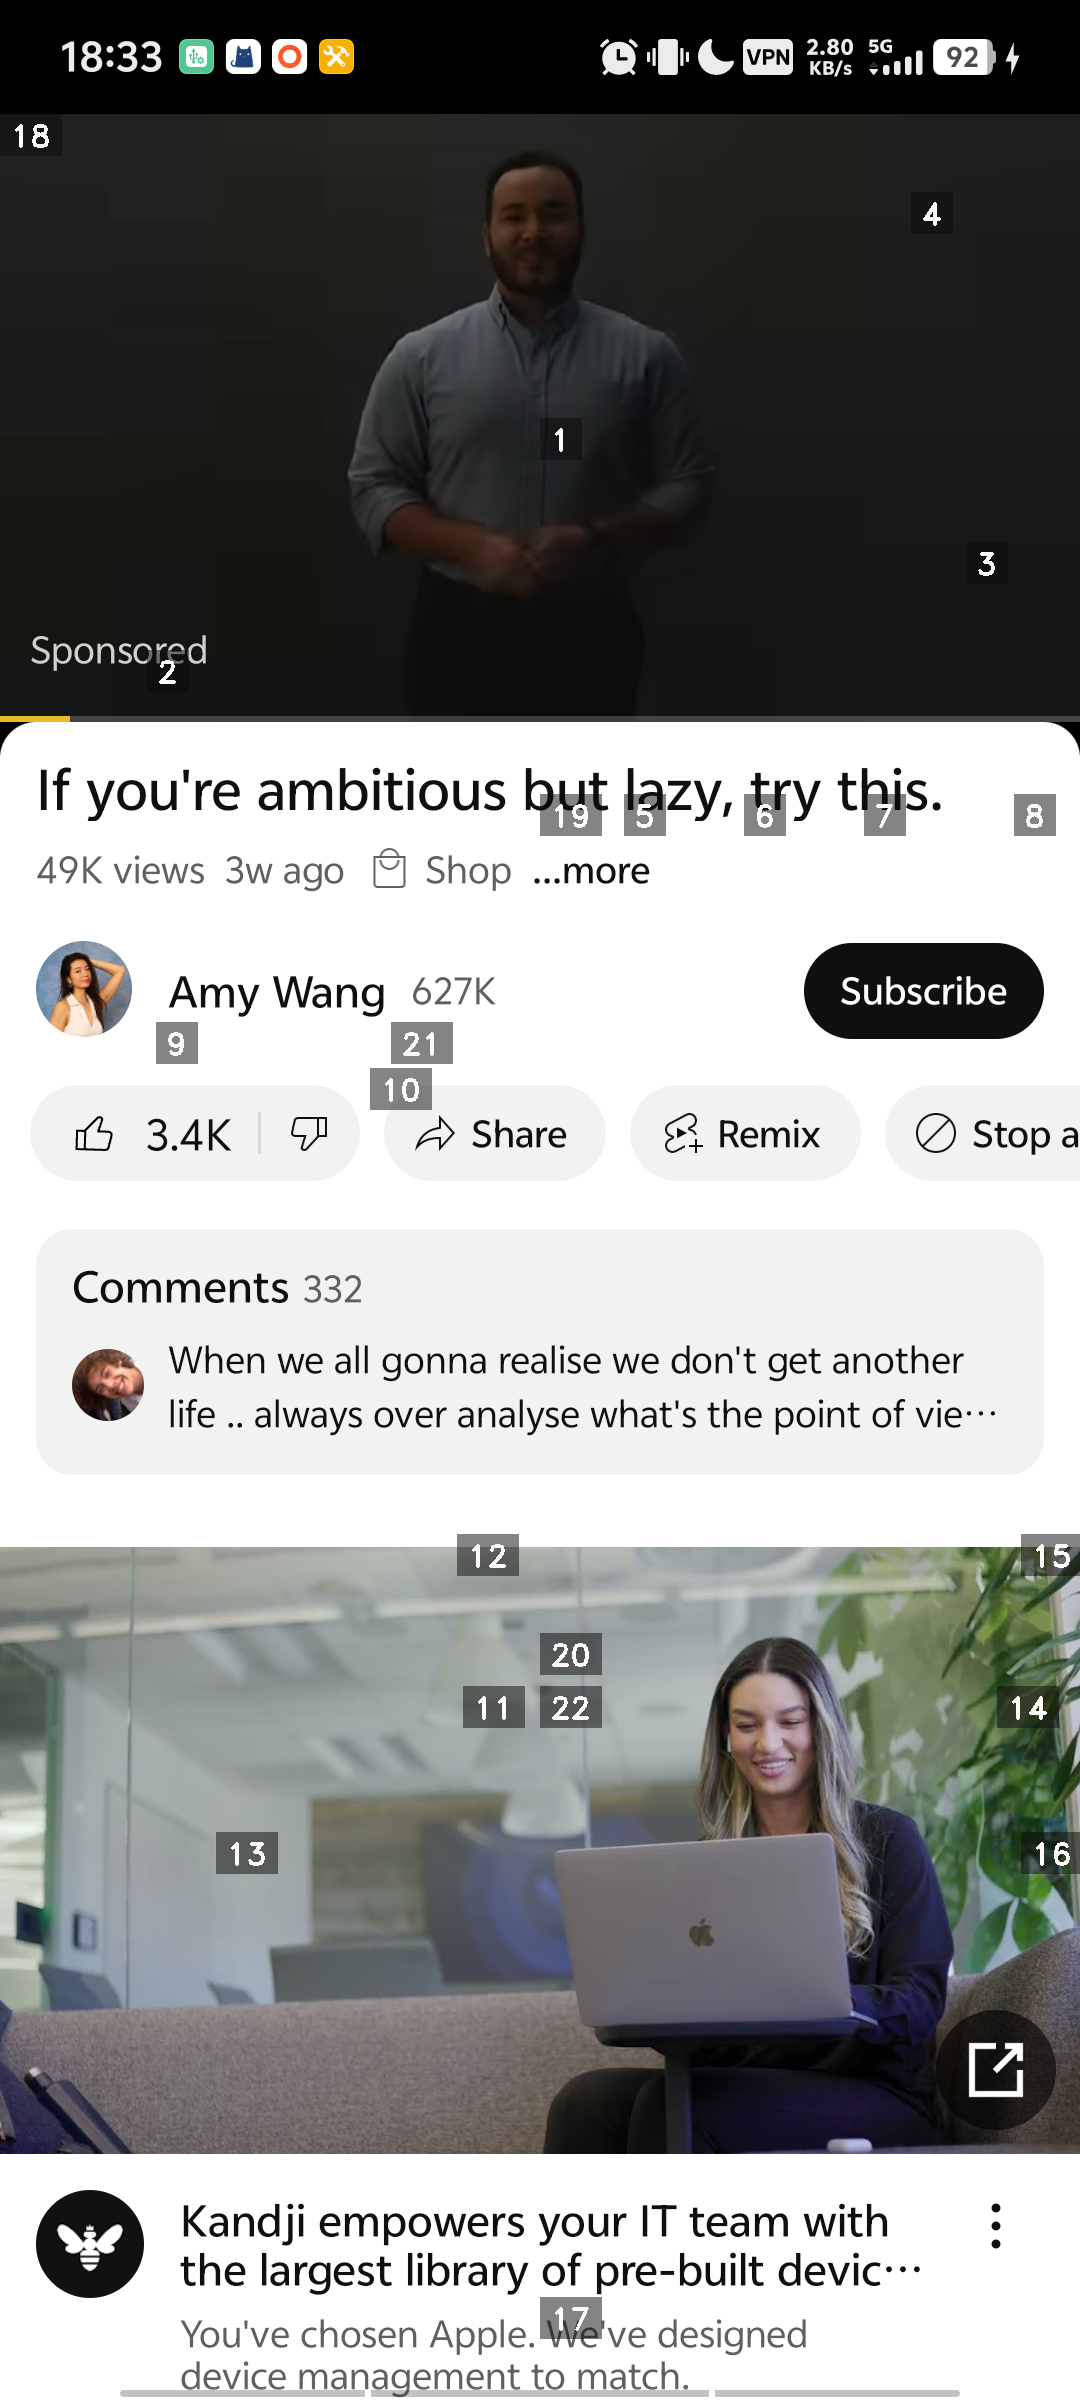 18:33
VPN
2.80 KB/s
5G
92
18
4
1
3
Sponsored
2
If you're ambitious but lazy, try this.
19 5 6 7 8
49K views 3w ago Shop ...more
Amy Wang 627K
Subscribe
9 21
10
3.4K Share Remix Stop a
Comments 332
When we all gonna realise we don't get another
life .. always over analyse what's the point of vie...
12 15
20
11 22 14
13 16
Kandji empowers your IT team with
the largest library of pre-built devic...
17
You've chosen Apple. We've designed
device management to match.